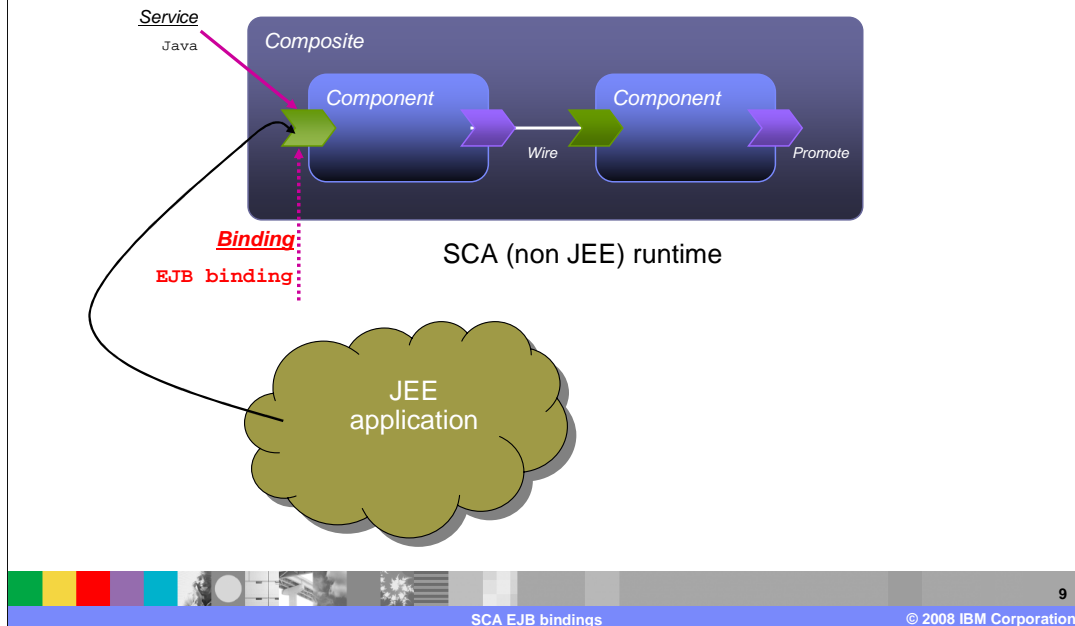 Service
Java
Composite
Component
Component
Wire
Promote
Binding
EJB binding
SCA (non JEE) runtime
JEE
application
9
SCA EJB bindings
© 2008 IBM Corporation